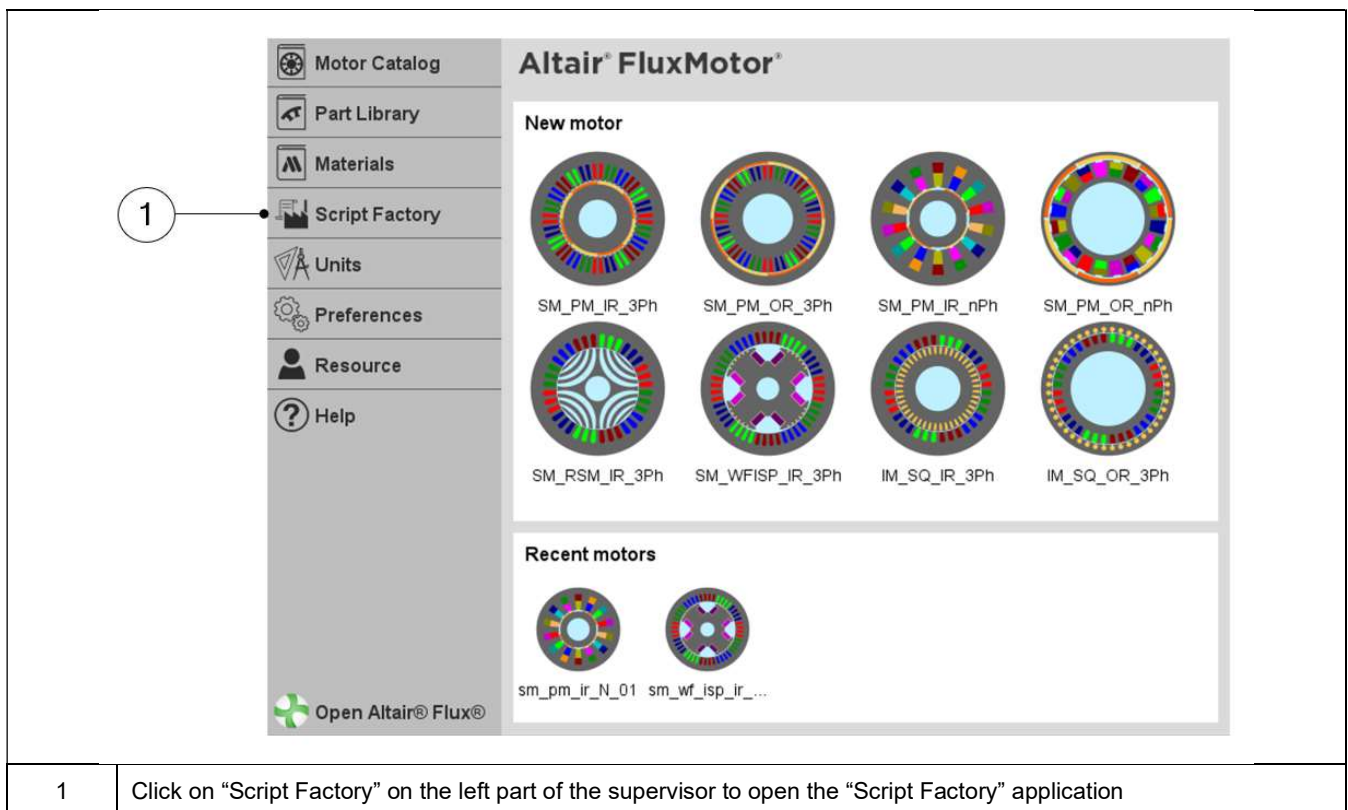 Motor Catalog
Part Library
Materials
Script Factory
Units
Preferences
Resource
? Help
Open Altair® Flux®
1
Altair® FluxMotor®
New motor
SM_PM_IR_3Ph SM_PM_OR_3Ph SM_PM_IR_nPh SM_PM_OR_nPh
SM_RSM_IR_3Ph SM_WFISP_IR_3Ph IM_SQ_IR_3Ph IM_SQ_OR_3Ph
Recent motors
sm_pm_ir_N_01 sm_wf_isp_ir_...
1 Click on “Script Factory” on the left part of the supervisor to open the “Script Factory” application